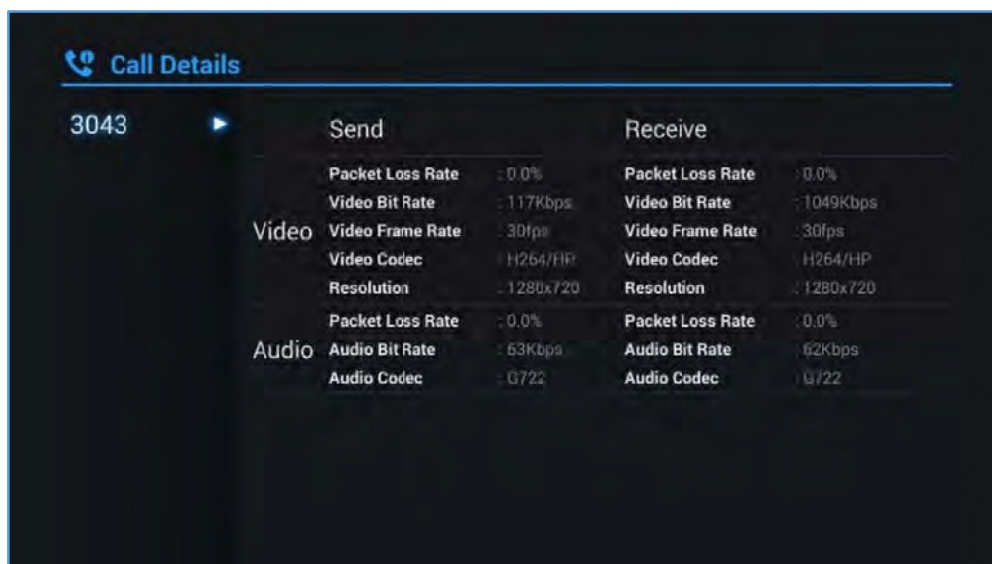 Call Details
3043 Send Receive
Packet Loss Rate : 0.0% Packet Loss Rate : 0.0%
Video Bit Rate : 117Kbps Video Bit Rate : 1049Kbps
Video Video Frame Rate : 30fps Video Frame Rate : 30fps
Video Codec : H264/HP Video Codec : H264/HP
Resolution : 1280x720 Resolution : 1280x720
Packet Loss Rate : 0.0% Packet Loss Rate : 0.0%
Audio Audio Bit Rate : 63Kbps Audio Bit Rate : 62Kbps
Audio Codec : G722 Audio Codec : G722